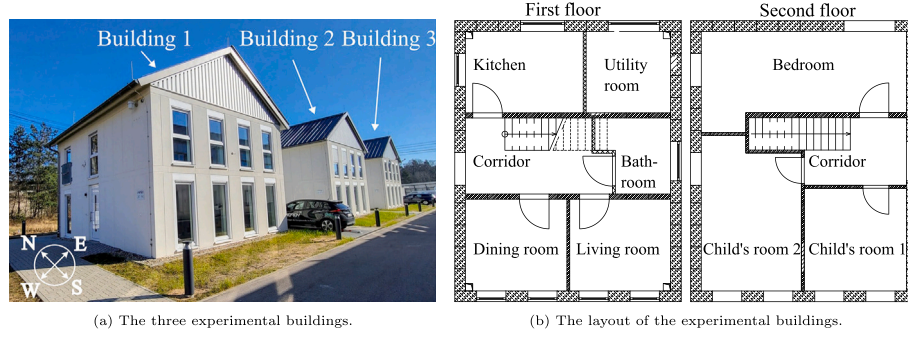 Building 1
Building 2
Building 3
N
E
W
S
(a) The three experimental buildings.
First floor
Second floor
Kitchen
Utility
room
Bedroom
Corridor
Bath-
room
Corridor
Dining room
Living room
Child's room 2
Child's room 1
(b) The layout of the experimental buildings.